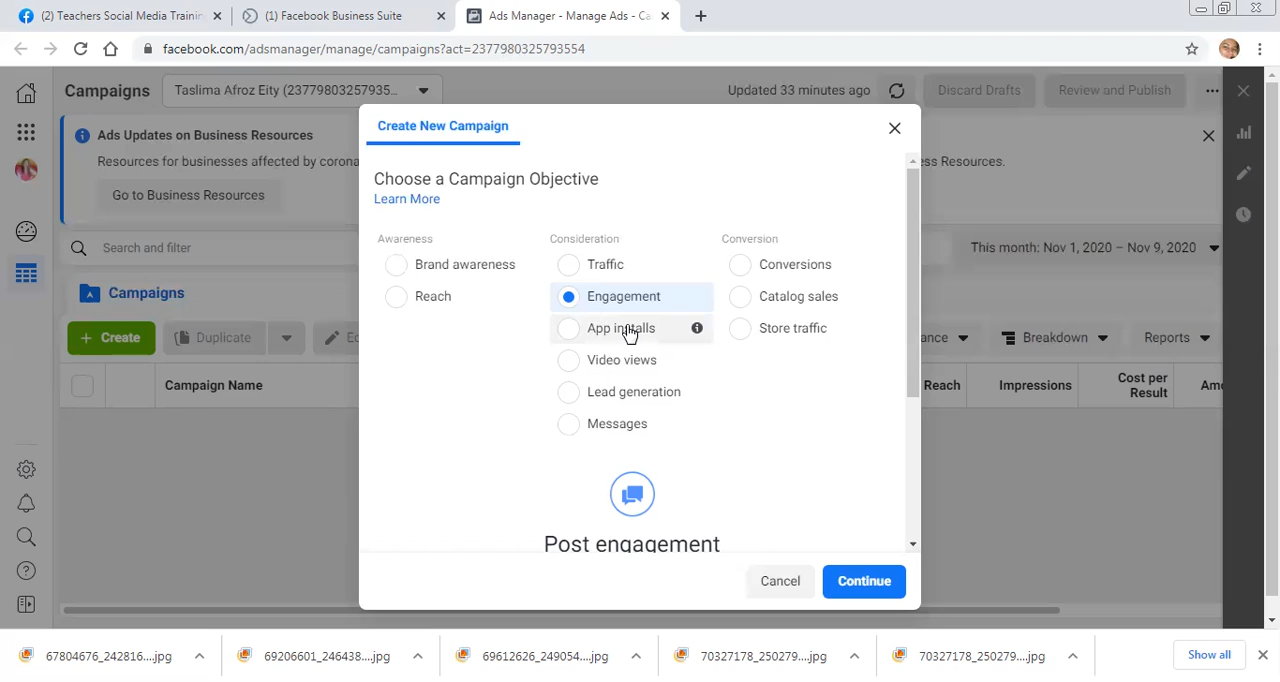 (2) Teachers Social Media Trainin
(1) Facebook Business Suite
Ads Manager - Manage Ads - Ca
facebook.com/adsmanager/manage/campaigns?act=2377980325793554
Campaigns
Taslima Afroz Eity (23779803257935...
Updated 33 minutes ago
Discard Drafts
Review and Publish
Ads Updates on Business Resources
Resources for businesses affected by corona
ess Resources.
Go to Business Resources
Search and filter
This month: Nov 1, 2020 – Nov 9, 2020
Campaigns
+ Create
Duplicate
Ed
ance
Breakdown
Reports
Campaign Name
Reach
Impressions
Cost per
Result
Amo
Create New Campaign
Choose a Campaign Objective
Learn More
Awareness
Brand awareness
Reach
Consideration
Traffic
Engagement
App installs
Video views
Lead generation
Messages
Conversion
Conversions
Catalog sales
Store traffic
Post engagement
Cancel
Continue
67804676_242816....jpg
69206601_246438....jpg
69612626_249054....jpg
70327178_250279....jpg
70327178_250279....jpg
Show all